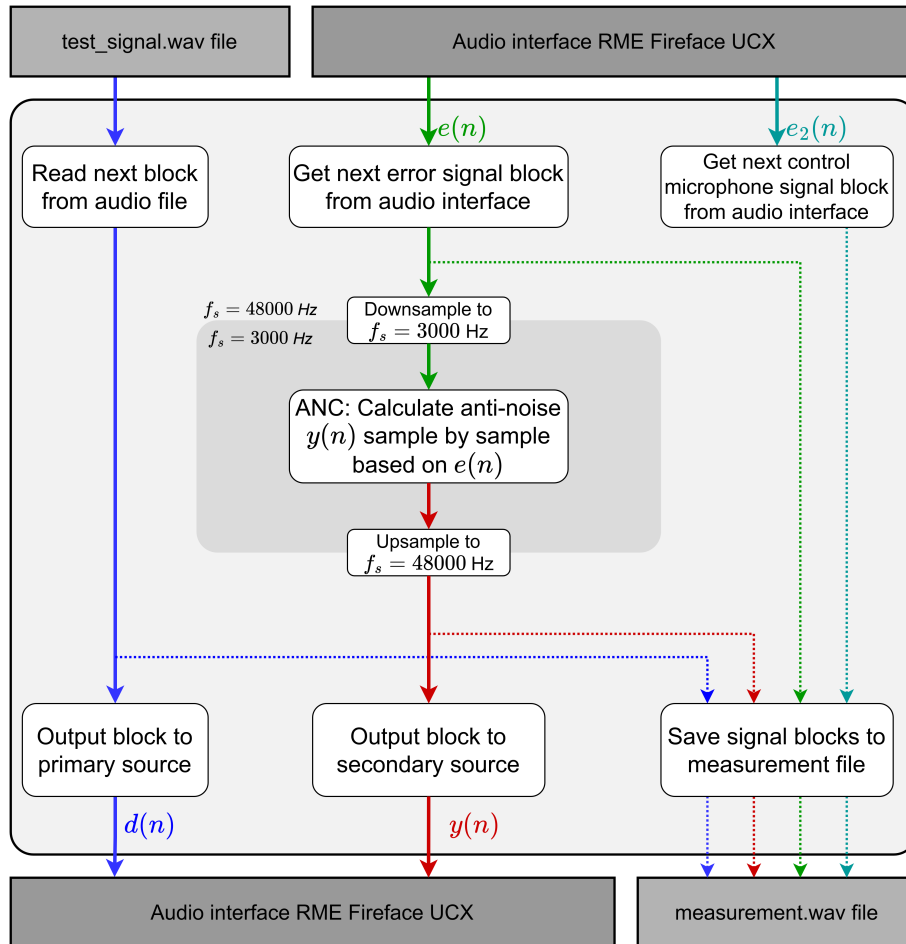 test_signal.wav file
Audio interface RME Fireface UCX
e(n)
e₂(n)
Read next block
from audio file
Get next error signal block
from audio interface
Get next control
microphone signal block
from audio interface
f_s = 48000 Hz
f_s = 3000 Hz
Downsample to
f_s = 3000 Hz
ANC: Calculate anti-noise
y(n) sample by sample
based on e(n)
Upsample to
f_s = 48000 Hz
Output block to
primary source
Output block to
secondary source
Save signal blocks to
measurement file
d(n)
y(n)
Audio interface RME Fireface UCX
measurement.wav file